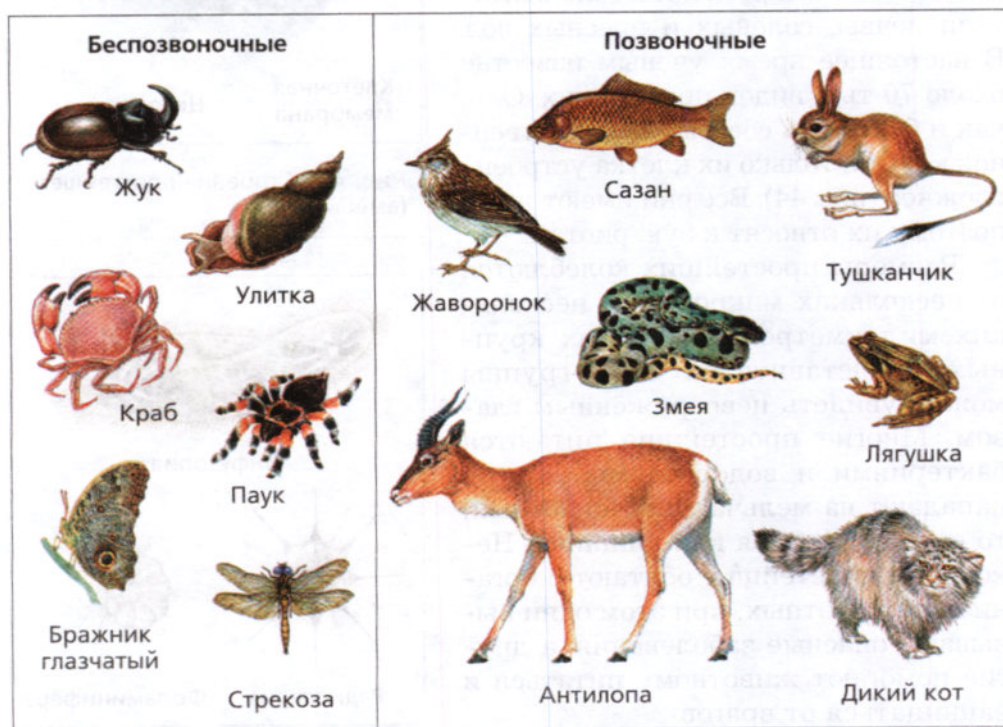 Беспозвоночные
Позвоночные
Жук
Улитка
Краб
Паук
Бражник
глазчатый
Стрекоза
Жаворонок
Сазан
Тушканчик
Змея
Лягушка
Антилопа
Дикий кот